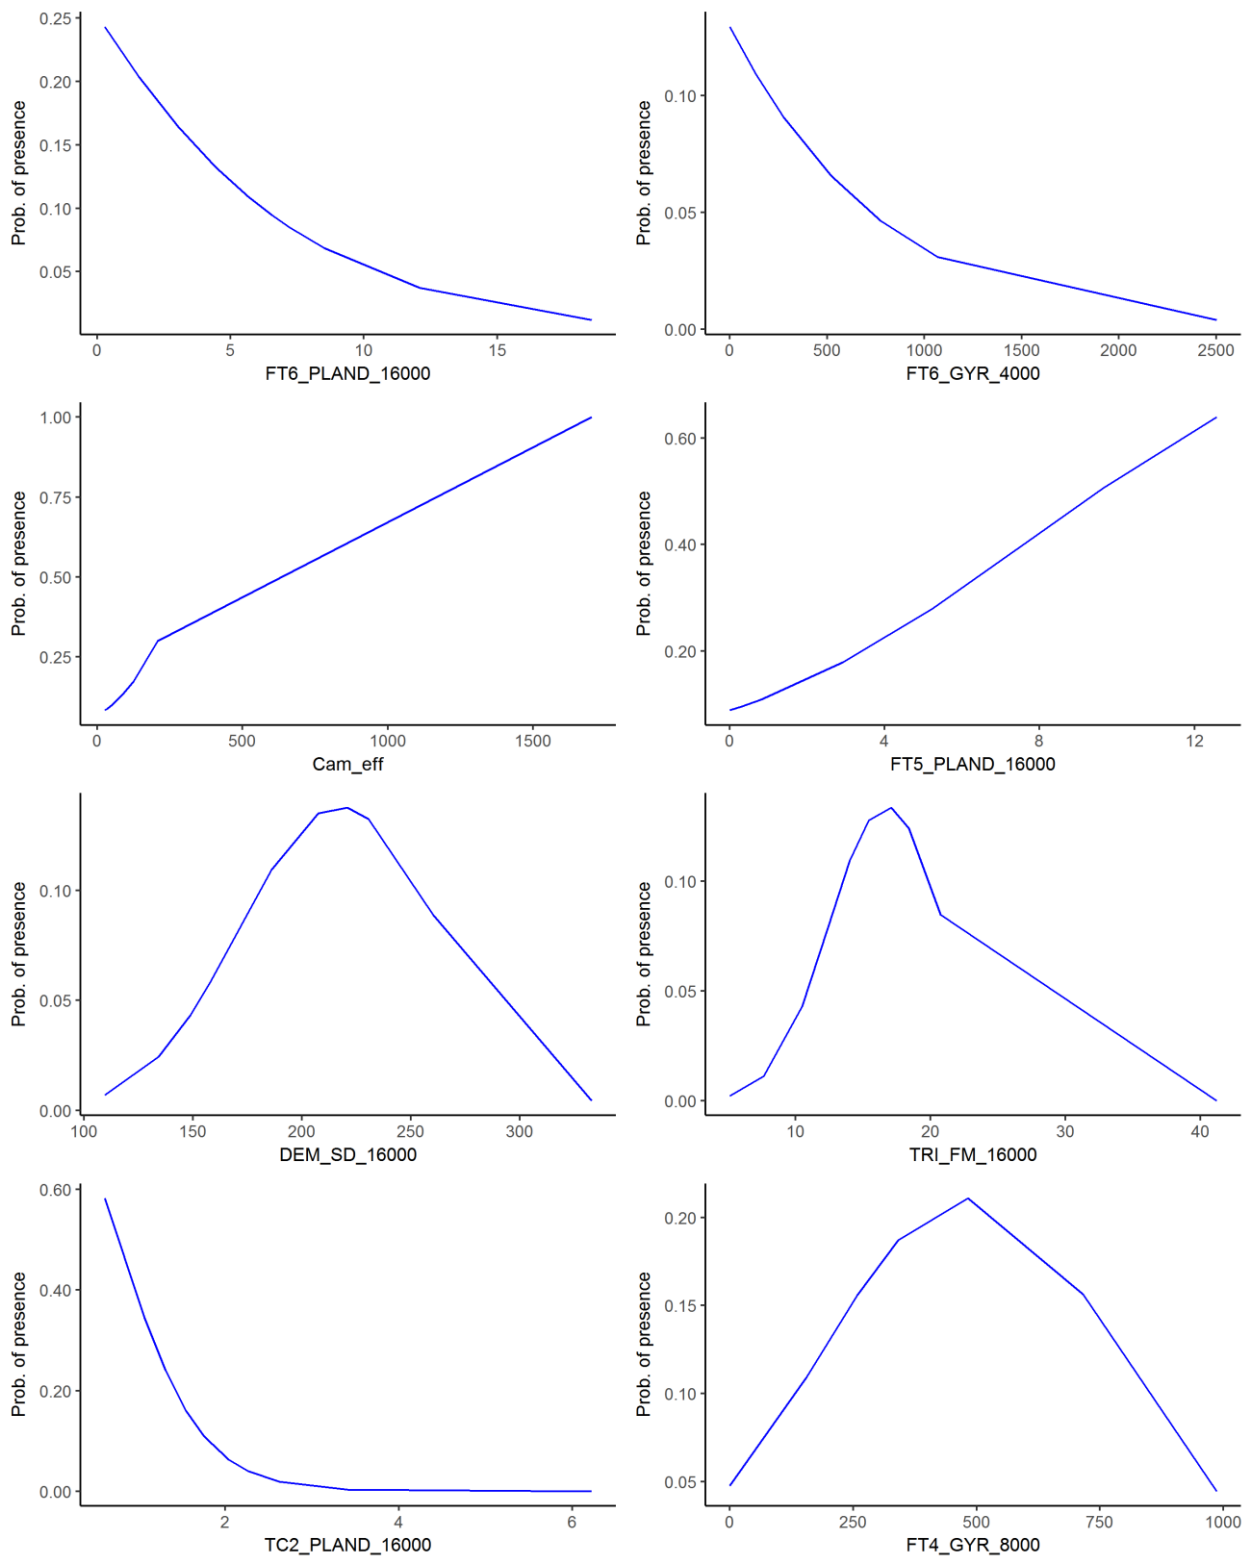 Prob. of presence
0.25
0.20
0.15
0.10
0.05
0 5 10 15
FT6_PLAND_16000
Prob. of presence
0.10
0.05
0.00
0 500 1000 1500 2000 2500
FT6_GYR_4000
Prob. of presence
1.00
0.75
0.50
0.25
0 500 1000 1500
Cam_eff
Prob. of presence
0.60
0.40
0.20
0 4 8 12
FT5_PLAND_16000
Prob. of presence
0.10
0.05
0.00
100 150 200 250 300
DEM_SD_16000
Prob. of presence
0.10
0.05
0.00
10 20 30 40
TRI_FM_16000
Prob. of presence
0.60
0.40
0.20
0.00
2 4 6
TC2_PLAND_16000
Prob. of presence
0.20
0.15
0.10
0.05
0 250 500 750 1000
FT4_GYR_8000